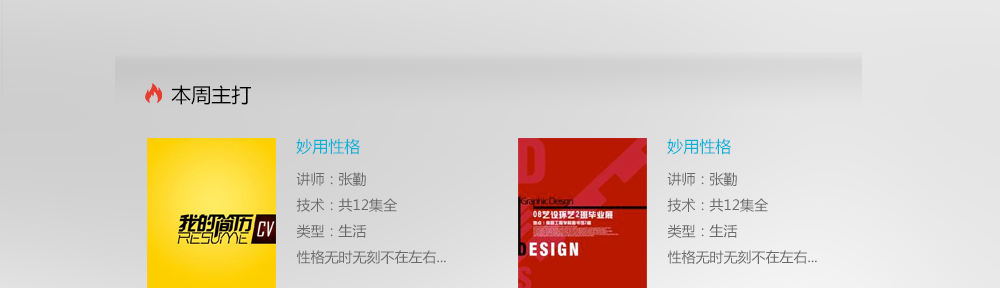 本周主打
我的简历
RESUME
CV
妙用性格
讲师：张勤
技术：共12集全
类型：生活
性格无时无刻不在左右...
D
Graphic Design
08艺设环艺2班毕业展
DESIGN
S
妙用性格
讲师：张勤
技术：共12集全
类型：生活
性格无时无刻不在左右...